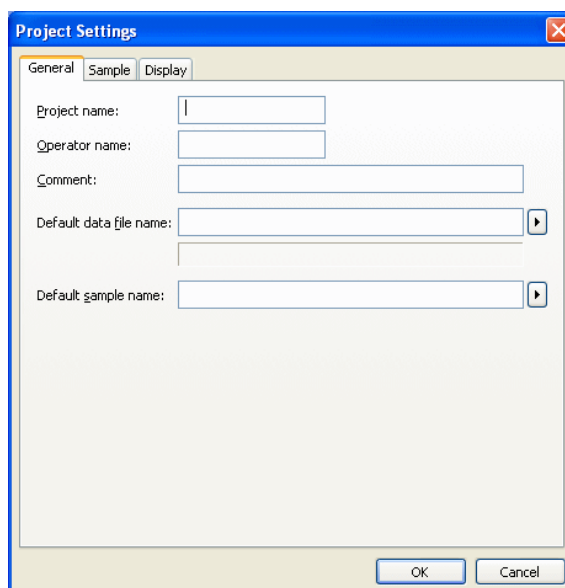 Project Settings
General Sample Display
Project name:
Operator name:
Comment:
Default data file name:
Default sample name:
OK Cancel